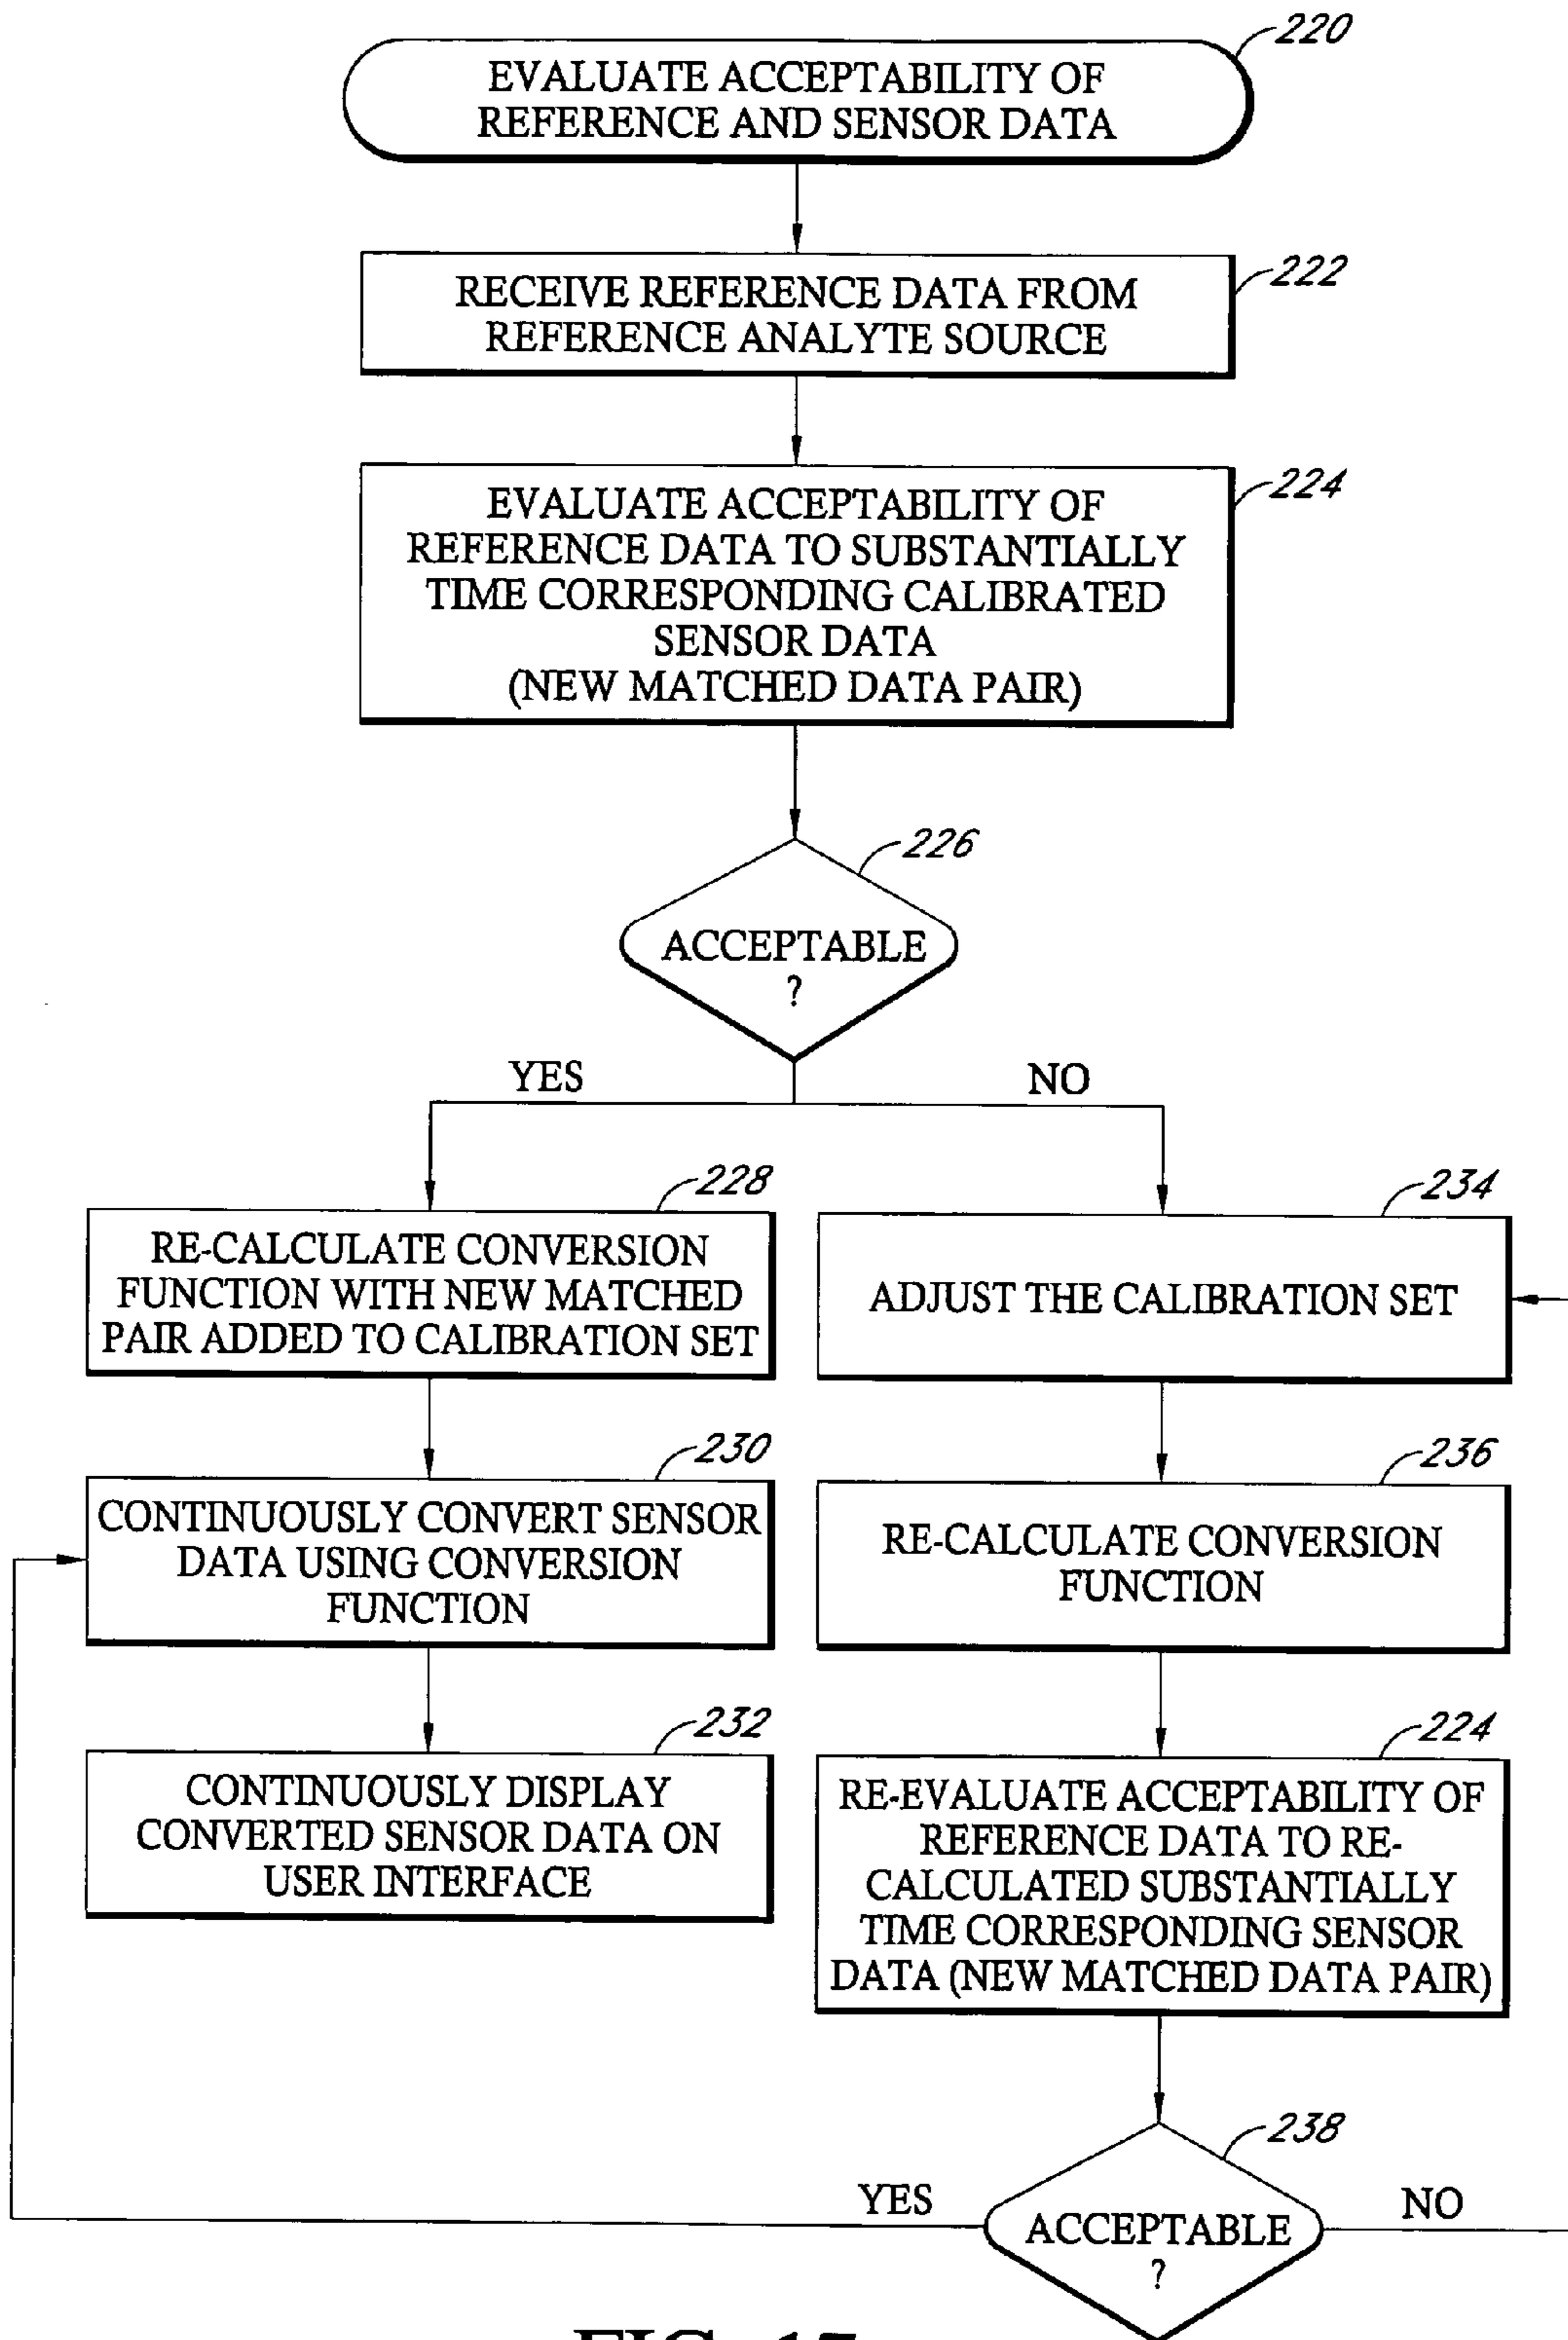 220
EVALUATE ACCEPTABILITY OF
REFERENCE AND SENSOR DATA
222
RECEIVE REFERENCE DATA FROM
REFERENCE ANALYTE SOURCE
224
EVALUATE ACCEPTABILITY OF
REFERENCE DATA TO SUBSTANTIALLY
TIME CORRESPONDING CALIBRATED
SENSOR DATA
(NEW MATCHED DATA PAIR)
226
ACCEPTABLE
?
YES
NO
228
RE-CALCULATE CONVERSION
FUNCTION WITH NEW MATCHED
PAIR ADDED TO CALIBRATION SET
234
ADJUST THE CALIBRATION SET
230
CONTINUOUSLY CONVERT SENSOR
DATA USING CONVERSION
FUNCTION
236
RE-CALCULATE CONVERSION
FUNCTION
232
CONTINUOUSLY DISPLAY
CONVERTED SENSOR DATA ON
USER INTERFACE
224
RE-EVALUATE ACCEPTABILITY OF
REFERENCE DATA TO RE-
CALCULATED SUBSTANTIALLY
TIME CORRESPONDING SENSOR
DATA (NEW MATCHED DATA PAIR)
238
YES
ACCEPTABLE
?
NO